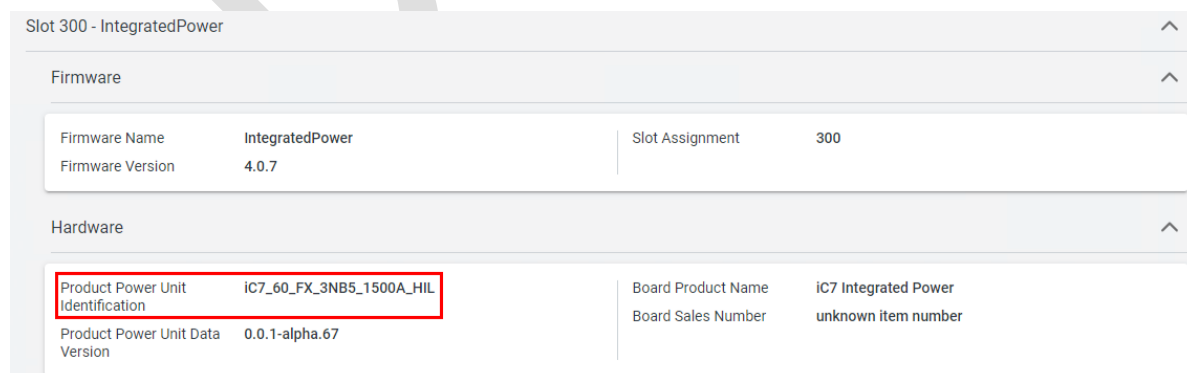 Slot 300 - IntegratedPower
Firmware
Firmware Name IntegratedPower Slot Assignment 300
Firmware Version 4.0.7
Hardware
Product Power Unit Identification iC7_60_FX_3NB5_1500A_HIL Board Product Name iC7 Integrated Power
Board Sales Number unknown item number
Product Power Unit Data Version 0.0.1-alpha.67